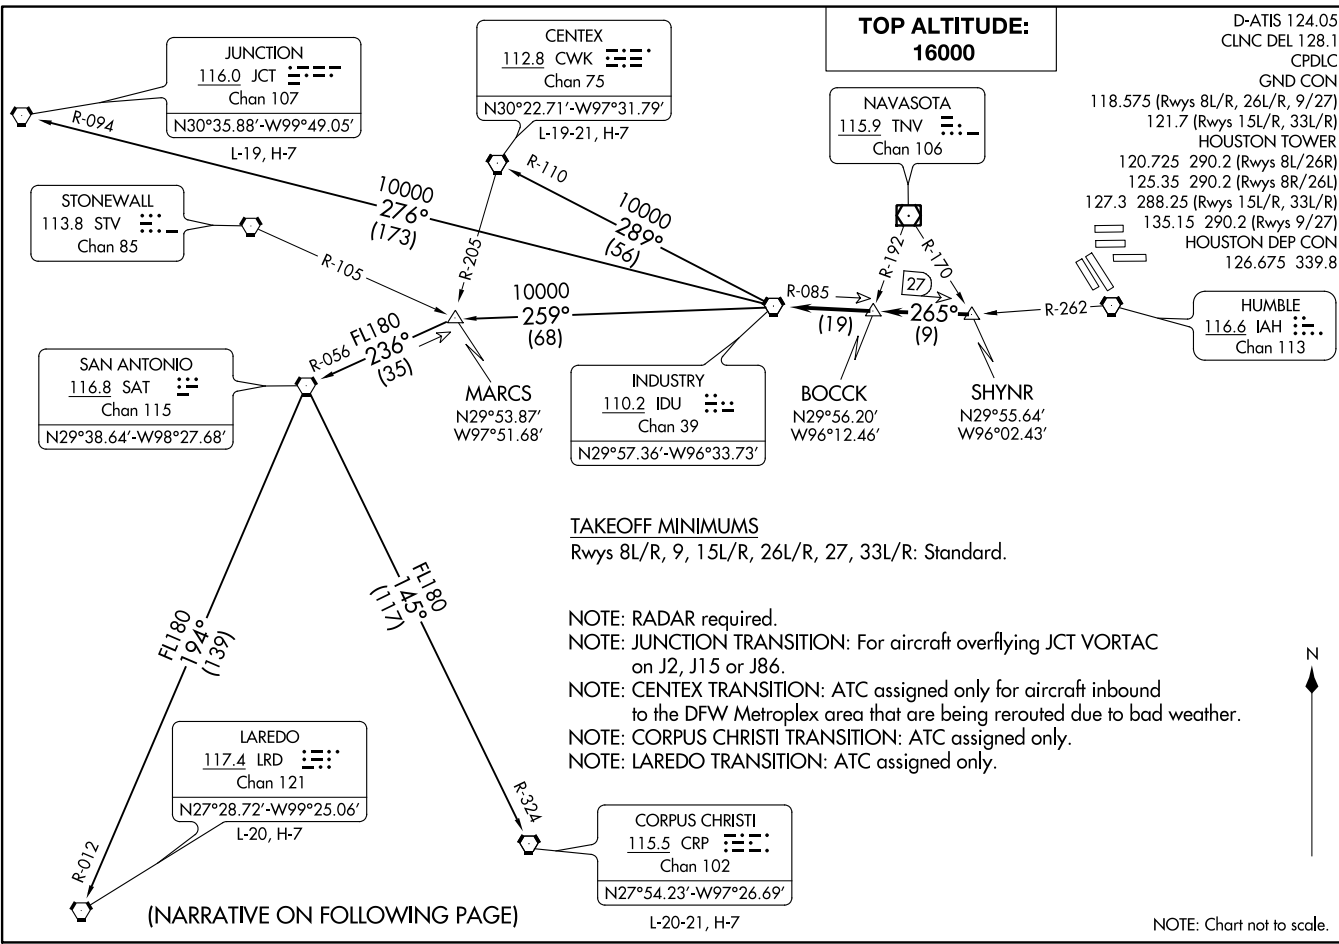 TOP ALTITUDE:
16000
D-ATIS 124.05
CLNC DEL 128.1
CPDLC
GND CON
118.575 (Rwys 8L/R, 26L/R, 9/27)
121.7 (Rwys 15L/R, 33L/R)
HOUSTON TOWER
120.725 290.2 (Rwys 8L/26R)
125.35 290.2 (Rwys 8R/26L)
127.3 288.25 (Rwys 15L/R, 33L/R)
135.15 290.2 (Rwys 9/27)
HOUSTON DEP CON
126.675 339.8
JUNCTION
116.0 JCT
Chan 107
N30°35.88'-W99°49.05'
L-19, H-7
CENTEX
112.8 CWK
Chan 75
N30°22.71'-W97°31.79'
L-19-21, H-7
NAVASOTA
115.9 TNV
Chan 106
STONEWALL
113.8 STV
Chan 85
R-094
R-110
10000
276°
(173)
10000
289°
(56)
R-105
R-205
R-192
R-170
27
10000
259°
(68)
R-085
(19)
265°
(9)
R-262
HUMBLE
116.6 IAH
Chan 113
SAN ANTONIO
116.8 SAT
Chan 115
N29°38.64'-W98°27.68'
R-056
FL180
236°
(35)
MARCS
N29°53.87'
W97°51.68'
INDUSTRY
110.2 IDU
Chan 39
N29°57.36'-W96°33.73'
BOCCK
N29°56.20'
W96°12.46'
SHYNR
N29°55.64'
W96°02.43'
TAKEOFF MINIMUMS
Rwys 8L/R, 9, 15L/R, 26L/R, 27, 33L/R: Standard.
NOTE: RADAR required.
NOTE: JUNCTION TRANSITION: For aircraft overflying JCT VORTAC
on J2, J15 or J86.
NOTE: CENTEX TRANSITION: ATC assigned only for aircraft inbound
to the DFW Metroplex area that are being rerouted due to bad weather.
NOTE: CORPUS CHRISTI TRANSITION: ATC assigned only.
NOTE: LAREDO TRANSITION: ATC assigned only.
FL180
194°
(139)
FL180
145°
(117)
N
LAREDO
117.4 LRD
Chan 121
N27°28.72'-W99°25.06'
L-20, H-7
R-012
R-324
CORPUS CHRISTI
115.5 CRP
Chan 102
N27°54.23'-W97°26.69'
L-20-21, H-7
(NARRATIVE ON FOLLOWING PAGE)
NOTE: Chart not to scale.